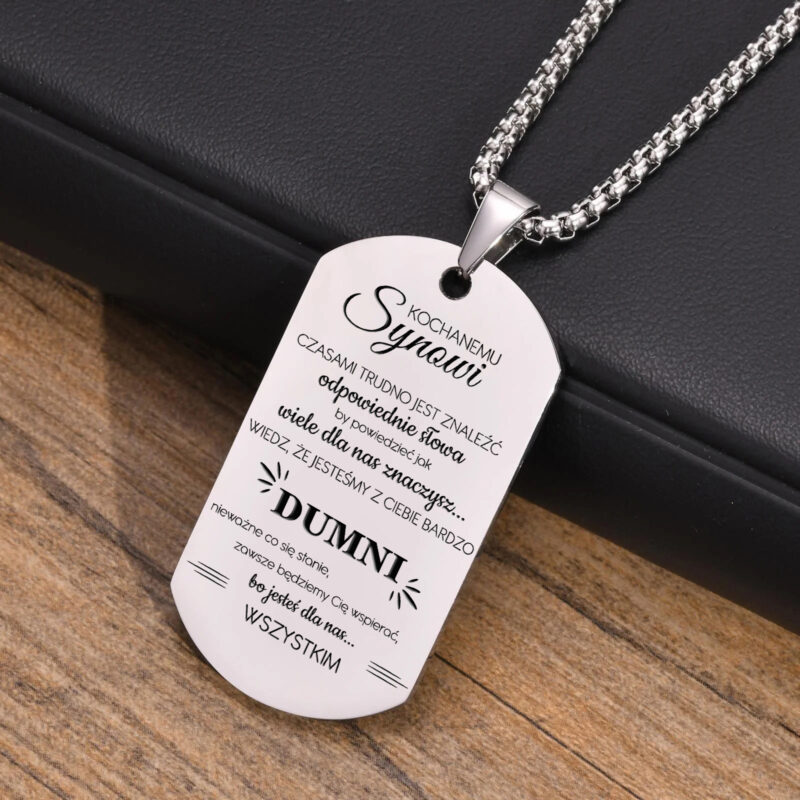 KOCHANEMU
Synowi
CZASAMI TRUDNO JEST ZNALEŹĆ
odpowiednie słowa
by powiedzieć jak
wiele dla nas znaczysz...
WIEDZ, ŻE JESTEŚMY Z CIEBIE BARDZO
DUMNI
nieważne co się stanie,
zawsze będziemy Cię wspierać,
bo jesteś dla nas...
WSZYSTKIM